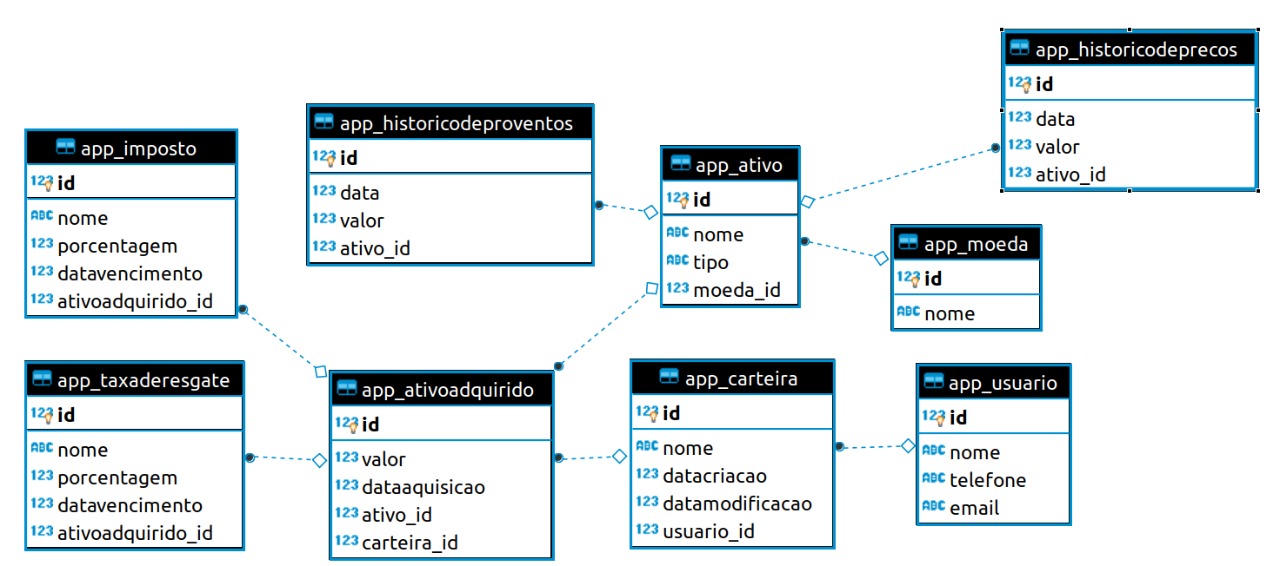 app_historicodeprecos
123 id
123 data
123 valor
123 ativo_id
app_historicodeproventos
123 id
123 data
123 valor
123 ativo_id
app_imposto
123 id
ABC nome
123 porcentagem
123 datavencimento
123 ativoadquirido_id
app_ativo
123 id
ABC nome
ABC tipo
123 moeda_id
app_moeda
123 id
ABC nome
app_taxaderesgate
123 id
ABC nome
123 porcentagem
123 datavencimento
123 ativoadquirido_id
app_ativoadquirido
123 id
123 valor
123 dataaquisicao
123 ativo_id
123 carteira_id
app_carteira
123 id
ABC nome
123 datacriacao
123 datamodificacao
123 usuario_id
app_usuario
123 id
ABC nome
ABC telefone
ABC email